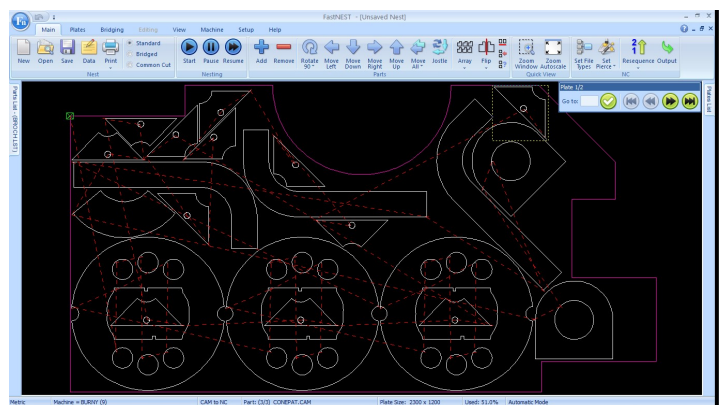 FastNEST - [Unsaved Nest]
Main Plates Bridging Editing View Machine Setup Help
New Open Save Data Print
Standard
Bridged
Common Cut
Start Pause Resume
Add Remove Rotate 90° Move Left Move Down Move Right Move Up Move All Jostle
Array Flip
Zoom Window Zoom Autoscale
Set File Types Set Pierce
Resequence Output
Nest Nesting Parts Quick View NC
Plate 1/2
Go to:
Parts List (BPROCH.LST)
Plates List
Metric Machine = BURNY (9) CAM to NC Part: (3/3) CONEPAT.CAM Plate Size: 2300 x 1200 Used: 51.0% Automatic Mode